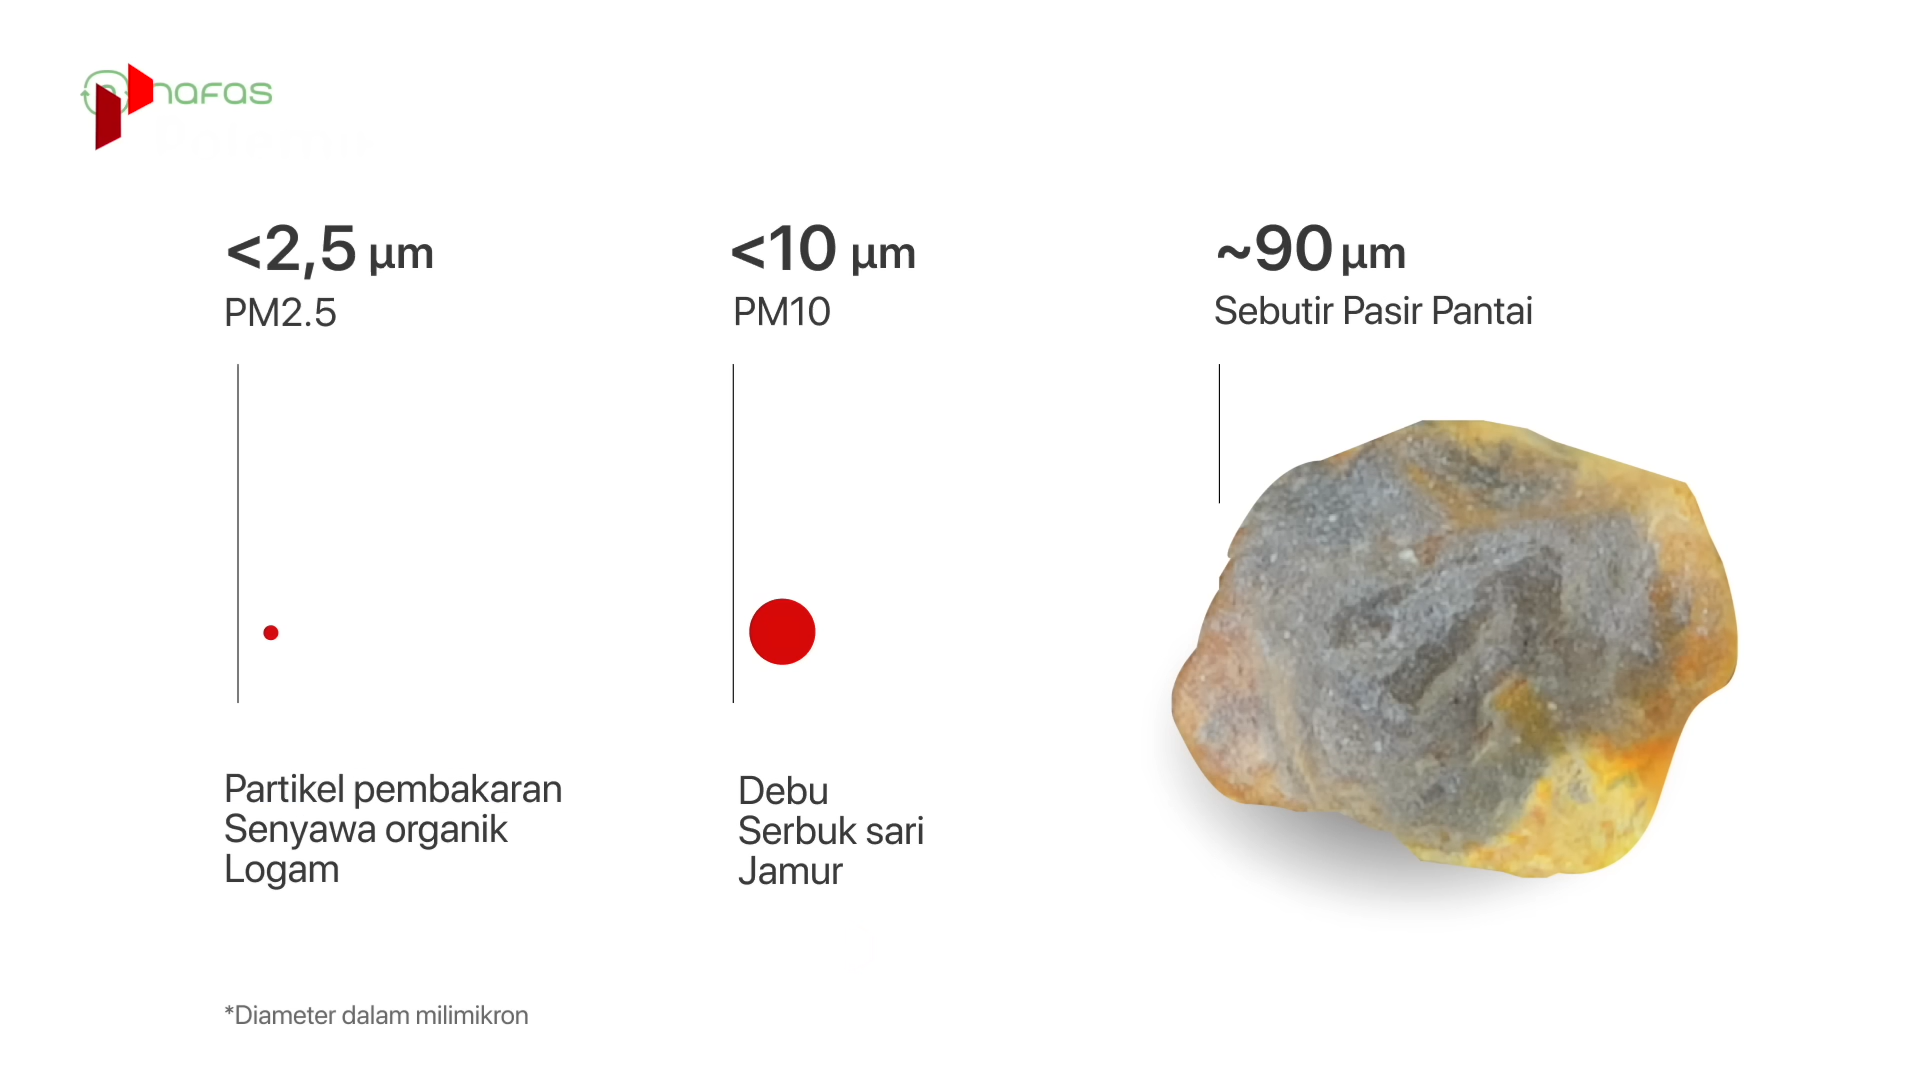 nafas
<2,5 µm
PM2.5
<10 µm
PM10
~90 µm
Sebutir Pasir Pantai
Partikel pembakaran
Senyawa organik
Logam
Debu
Serbuk sari
Jamur
*Diameter dalam milimikron